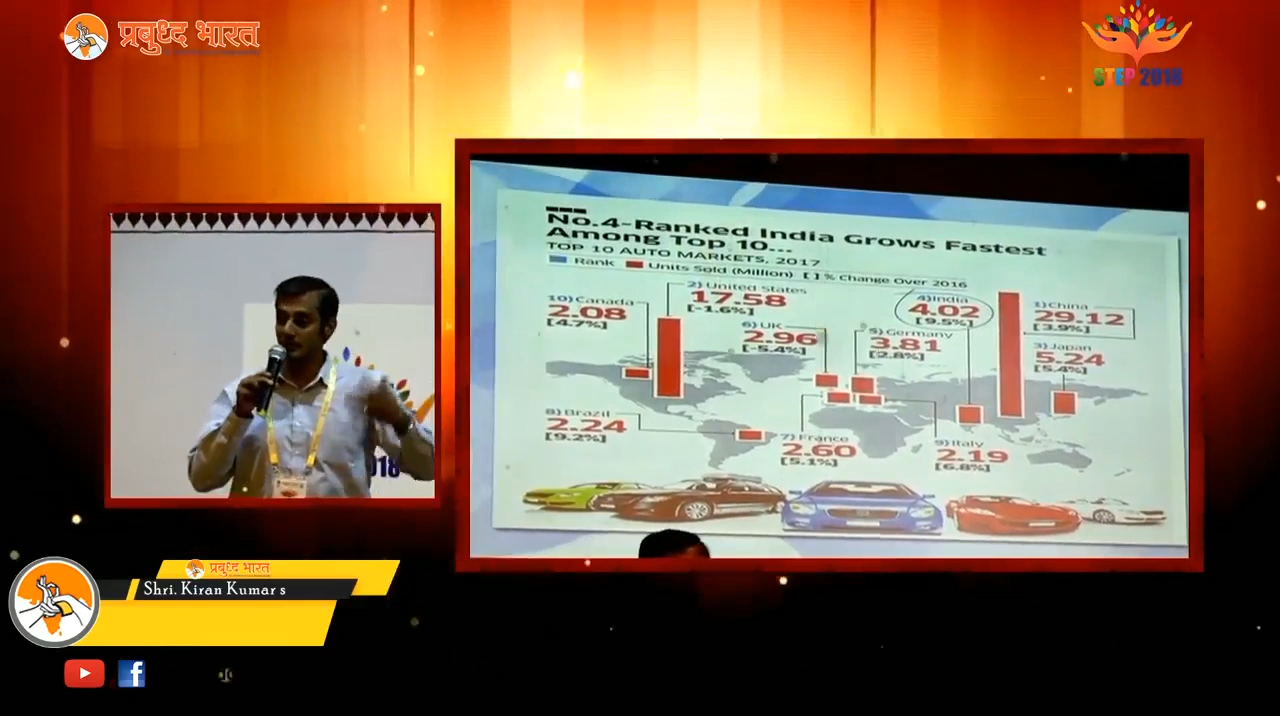 प्रबुध्द भारत
STEP 2018
No.4-Ranked India Grows Fastest
Among Top 10...
TOP 10 AUTO MARKETS, 2017
Rank Units Sold (Million) [ ] % Change Over 2016
10) Canada
2.08
[4.7%]
2) United States
17.58
[-1.6%]
6) UK
2.96
[-5.4%]
5) Germany
3.81
[2.8%]
4) India
4.02
[9.5%]
1) China
29.12
[3.9%]
3) Japan
5.24
[5.4%]
8) Brazil
2.24
[9.2%]
7) France
2.60
[5.1%]
9) Italy
2.19
[6.8%]
018
प्रबुध्द भारत
Shri. Kiran Kumar s